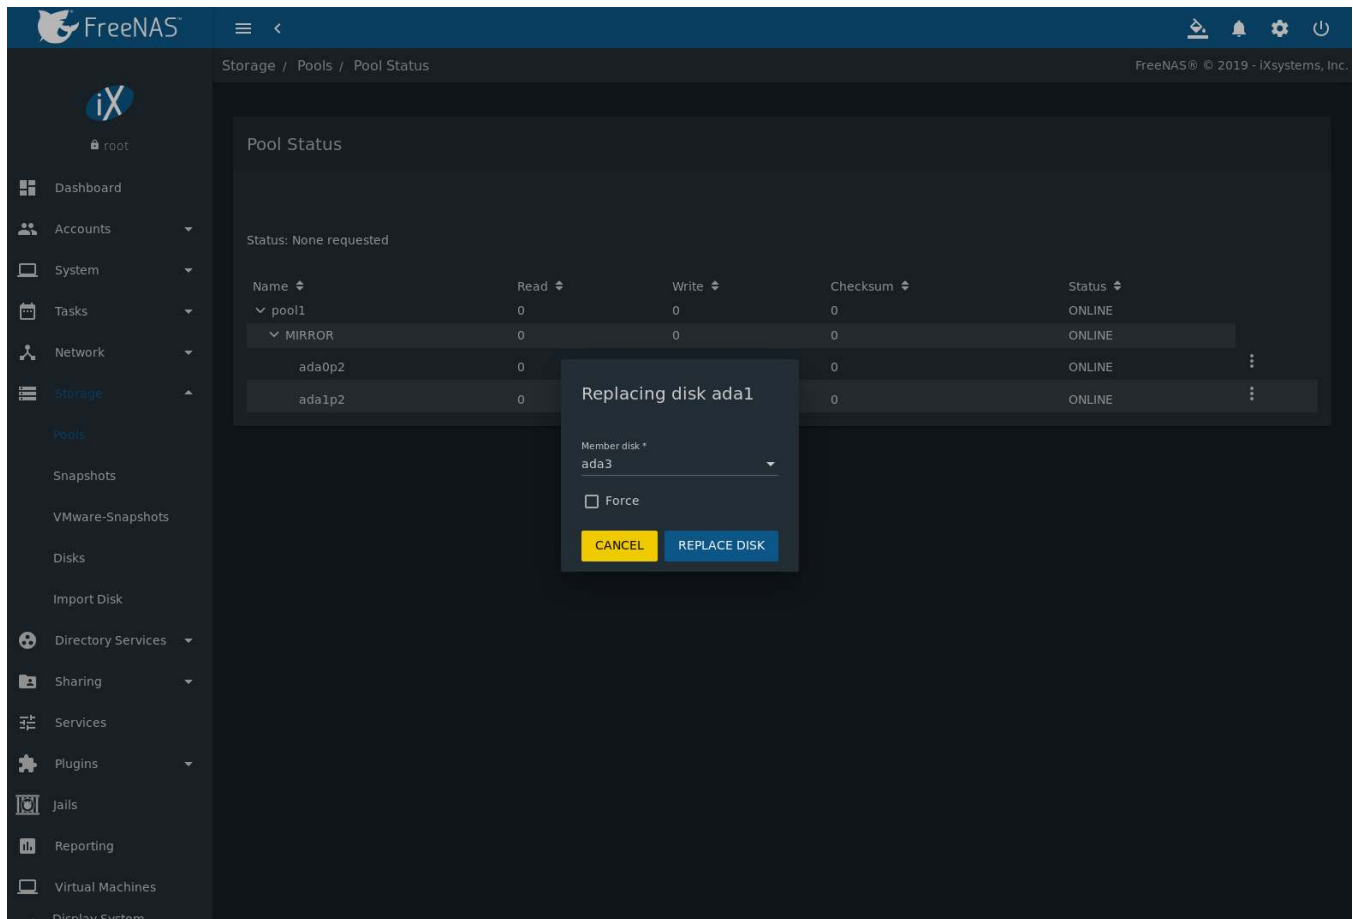 FreeNAS
Storage / Pools / Pool Status
FreeNAS® © 2019 - iXsystems, Inc.
iX
root
Dashboard
Accounts
System
Tasks
Network
Storage
Pools
Snapshots
VMware-Snapshots
Disks
Import Disk
Directory Services
Sharing
Services
Plugins
Jails
Reporting
Virtual Machines
Display System
Pool Status
Status: None requested
Name Read Write Checksum Status
pool1 0 0 0 ONLINE
MIRROR 0 0 0 ONLINE
ada0p2 0 0 ONLINE
ada1p2 0 0 ONLINE
Replacing disk ada1
Member disk *
ada3
Force
CANCEL REPLACE DISK